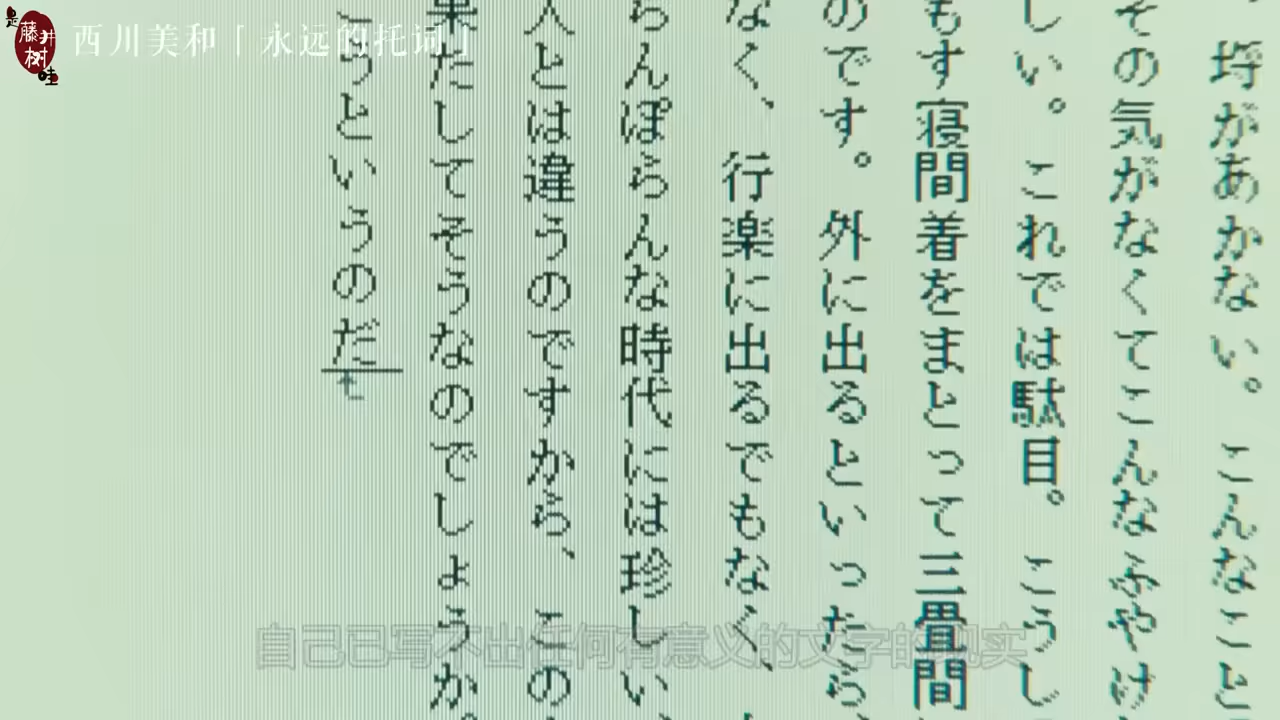 是
藤井树
哇
西川美和「永远的托词」
、埒があかない。こんなこと
その気がなくてこんなふやけ
しい。これでは駄目。こうし
もす寝間着をまとって三畳間
のです。外に出るといったら、
なく、行楽に出るでもなく、
らんぽらんな時代には珍しい、
人とは違うのですから、この
果たしてそうなのでしょうか。
こうというのだ
自己已写不出任何有意义的文字的现实